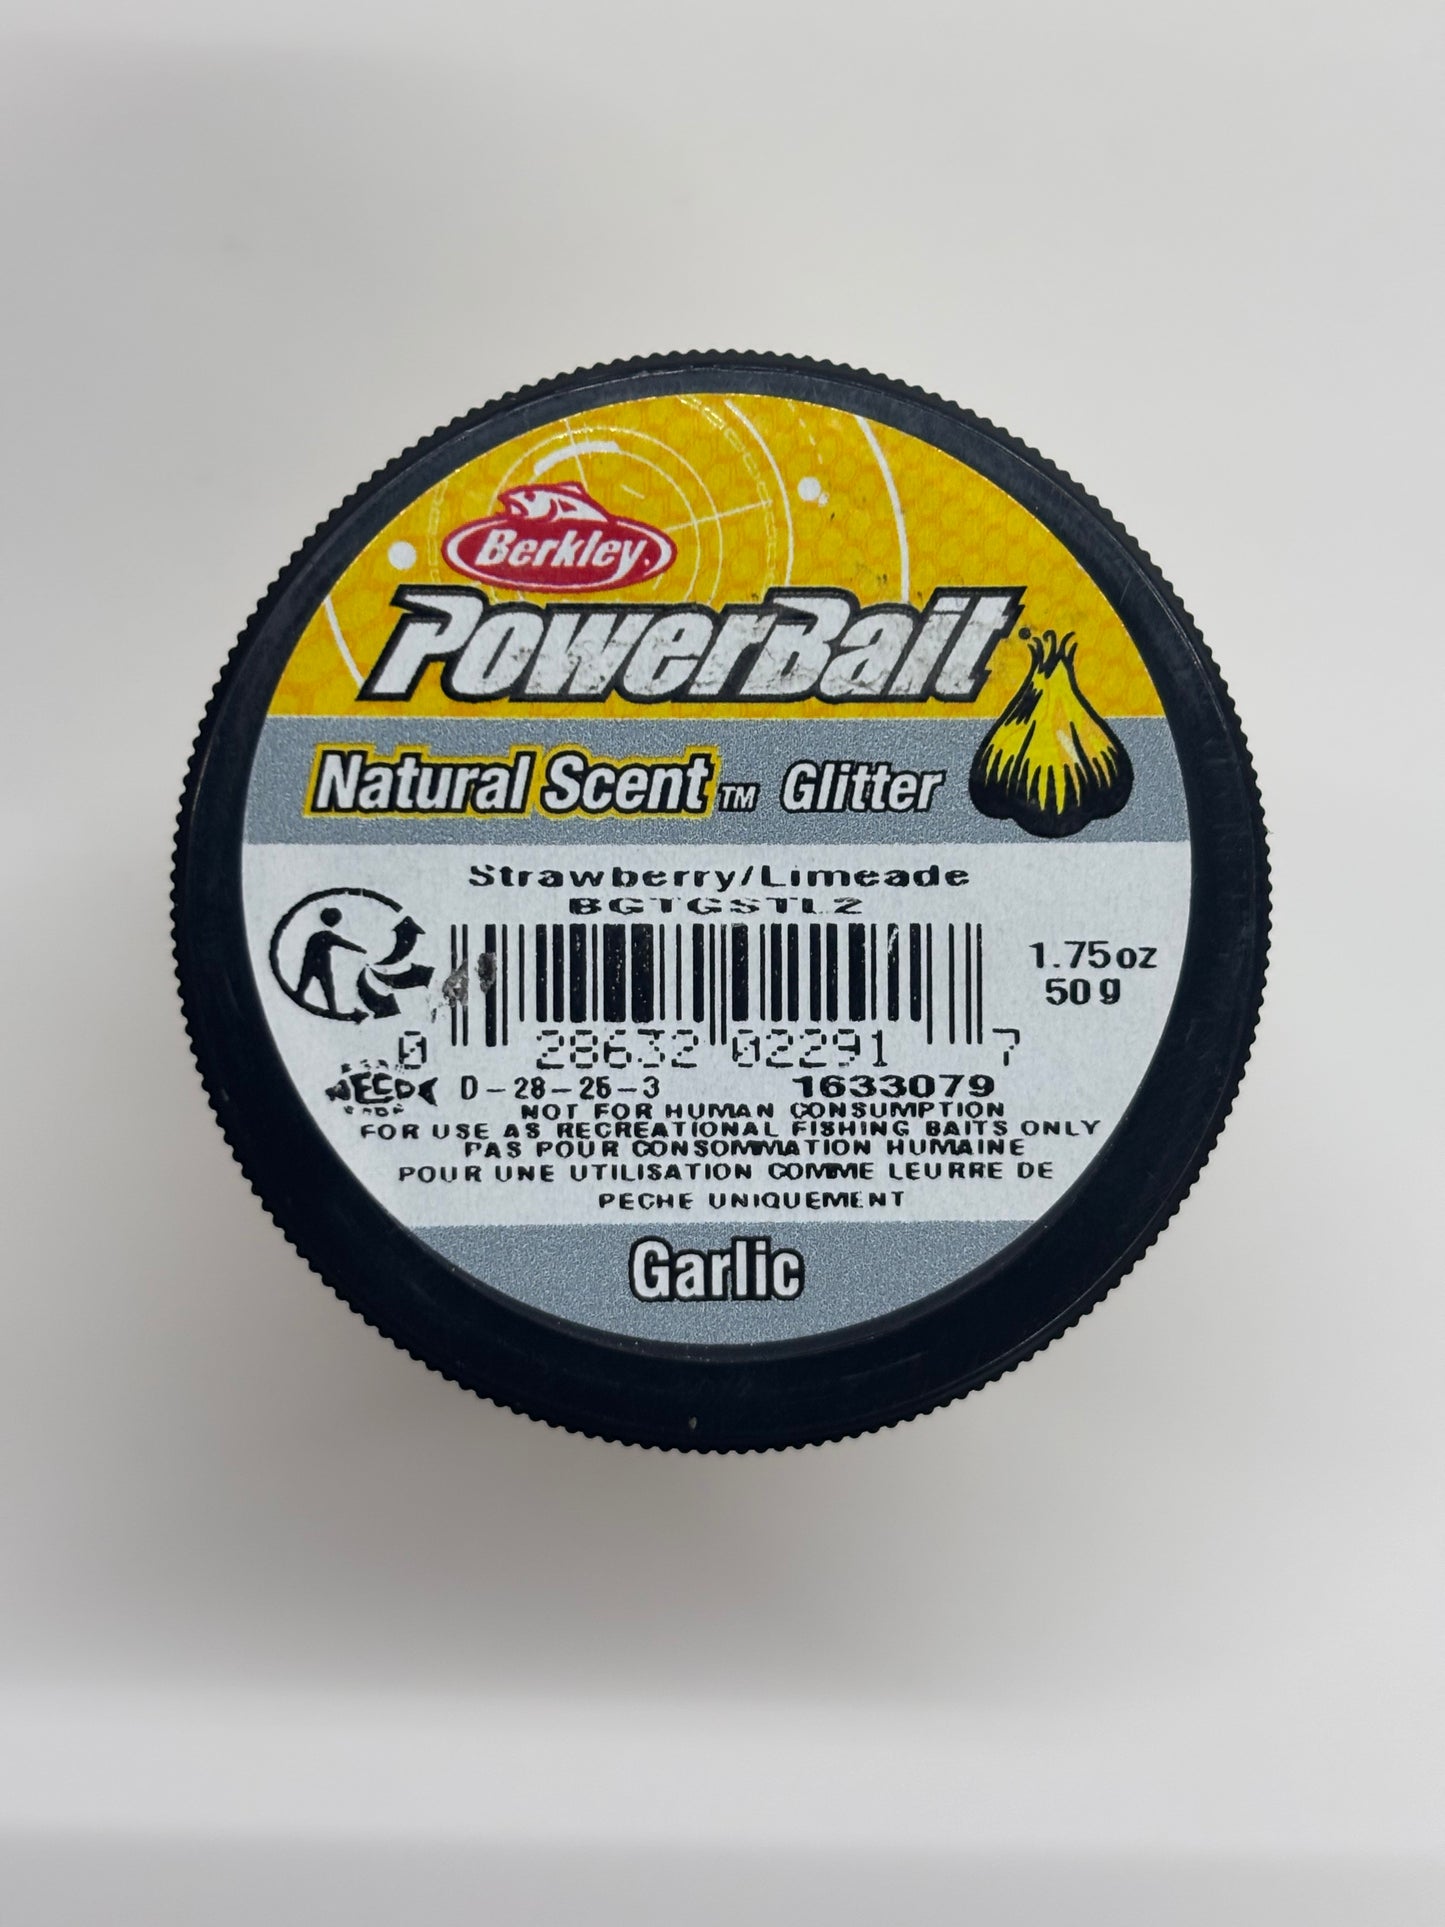 Berkley
PowerBait
Natural Scent™ Glitter
Strawberry/Limeade
BGTGSTL2
1.75oz
50g
0 28632 02291 7
D-28-25-3 1633079
NOT FOR HUMAN CONSUMPTION
FOR USE AS RECREATIONAL FISHING BAITS ONLY
PAS POUR CONSOMMATION HUMAINE
POUR UNE UTILISATION COMME LEURRE DE
PECHE UNIQUEMENT
Garlic